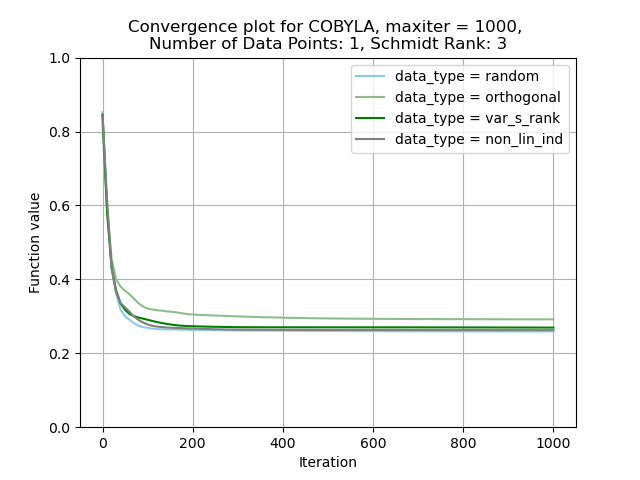 Convergence plot for COBYLA, maxiter = 1000,
Number of Data Points: 1, Schmidt Rank: 3
data_type = random
data_type = orthogonal
data_type = var_s_rank
data_type = non_lin_ind
Function value
1.0
0.8
0.6
0.4
0.2
0.0
0 200 400 600 800 1000
Iteration